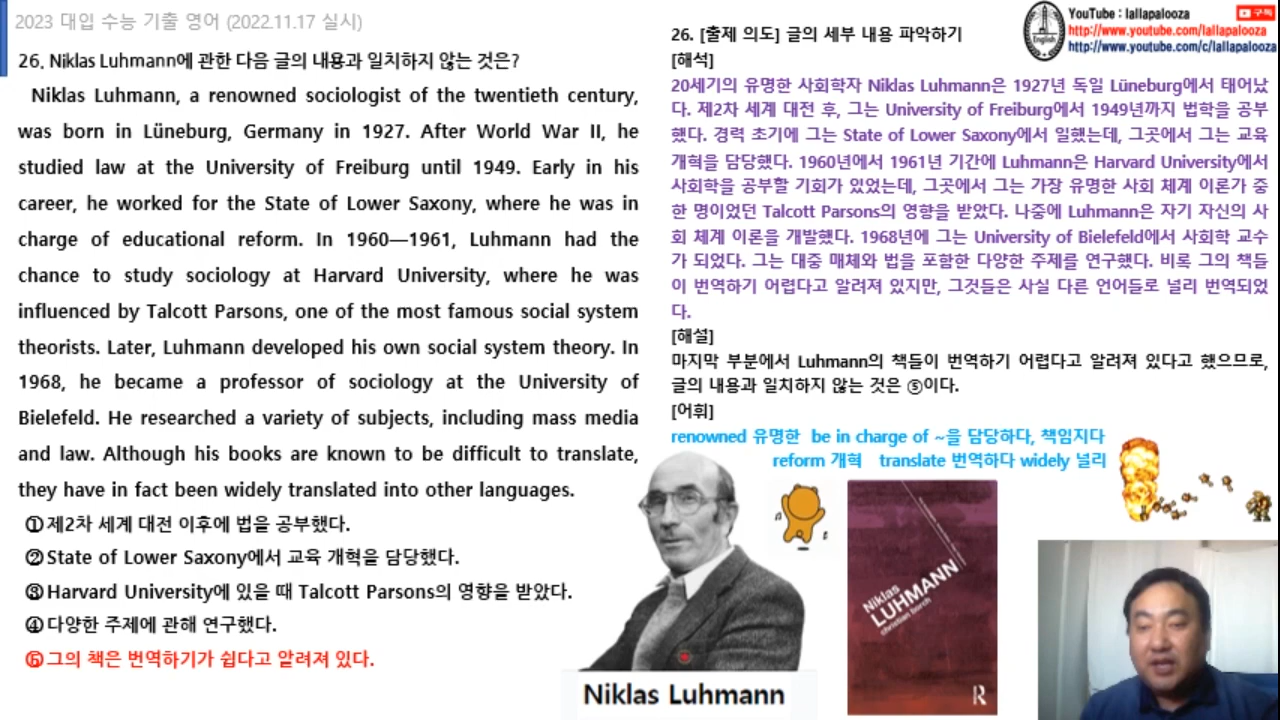 2023 대입 수능 기출 영어 (2022.11.17 실시)
26. Niklas Luhmann에 관한 다음 글의 내용과 일치하지 않는 것은?
Niklas Luhmann, a renowned sociologist of the twentieth century,
was born in Lüneburg, Germany in 1927. After World War II, he
studied law at the University of Freiburg until 1949. Early in his
career, he worked for the State of Lower Saxony, where he was in
charge of educational reform. In 1960—1961, Luhmann had the
chance to study sociology at Harvard University, where he was
influenced by Talcott Parsons, one of the most famous social system
theorists. Later, Luhmann developed his own social system theory. In
1968, he became a professor of sociology at the University of
Bielefeld. He researched a variety of subjects, including mass media
and law. Although his books are known to be difficult to translate,
they have in fact been widely translated into other languages.
① 제2차 세계 대전 이후에 법을 공부했다.
② State of Lower Saxony에서 교육 개혁을 담당했다.
③ Harvard University에 있을 때 Talcott Parsons의 영향을 받았다.
④ 다양한 주제에 관해 연구했다.
⑤ 그의 책은 번역하기가 쉽다고 알려져 있다.
26. [출제 의도] 글의 세부 내용 파악하기
[해석]
20세기의 유명한 사회학자 Niklas Luhmann은 1927년 독일 Lüneburg에서 태어났
다. 제2차 세계 대전 후, 그는 University of Freiburg에서 1949년까지 법학을 공부
했다. 경력 초기에 그는 State of Lower Saxony에서 일했는데, 그곳에서 그는 교육
개혁을 담당했다. 1960년에서 1961년 기간에 Luhmann은 Harvard University에서
사회학을 공부할 기회가 있었는데, 그곳에서 그는 가장 유명한 사회 체계 이론가 중
한 명이었던 Talcott Parsons의 영향을 받았다. 나중에 Luhmann은 자기 자신의 사
회 체계 이론을 개발했다. 1968년에 그는 University of Bielefeld에서 사회학 교수
가 되었다. 그는 대중 매체와 법을 포함한 다양한 주제를 연구했다. 비록 그의 책들
이 번역하기 어렵다고 알려져 있지만, 그것들은 사실 다른 언어들로 널리 번역되었
다.
[해설]
마지막 부분에서 Luhmann의 책들이 번역하기 어렵다고 알려져 있다고 했으므로,
글의 내용과 일치하지 않는 것은 ⑤이다.
[어휘]
renowned 유명한 be in charge of ~을 담당하다, 책임지다
reform 개혁 translate 번역하다 widely 널리
YouTube : lallapalooza
구독
http://www.youtube.com/lallapalooza
http://www.youtube.com/c/lallapalooza
English
Niklas
LUHMANN
christian borch
R
Niklas Luhmann